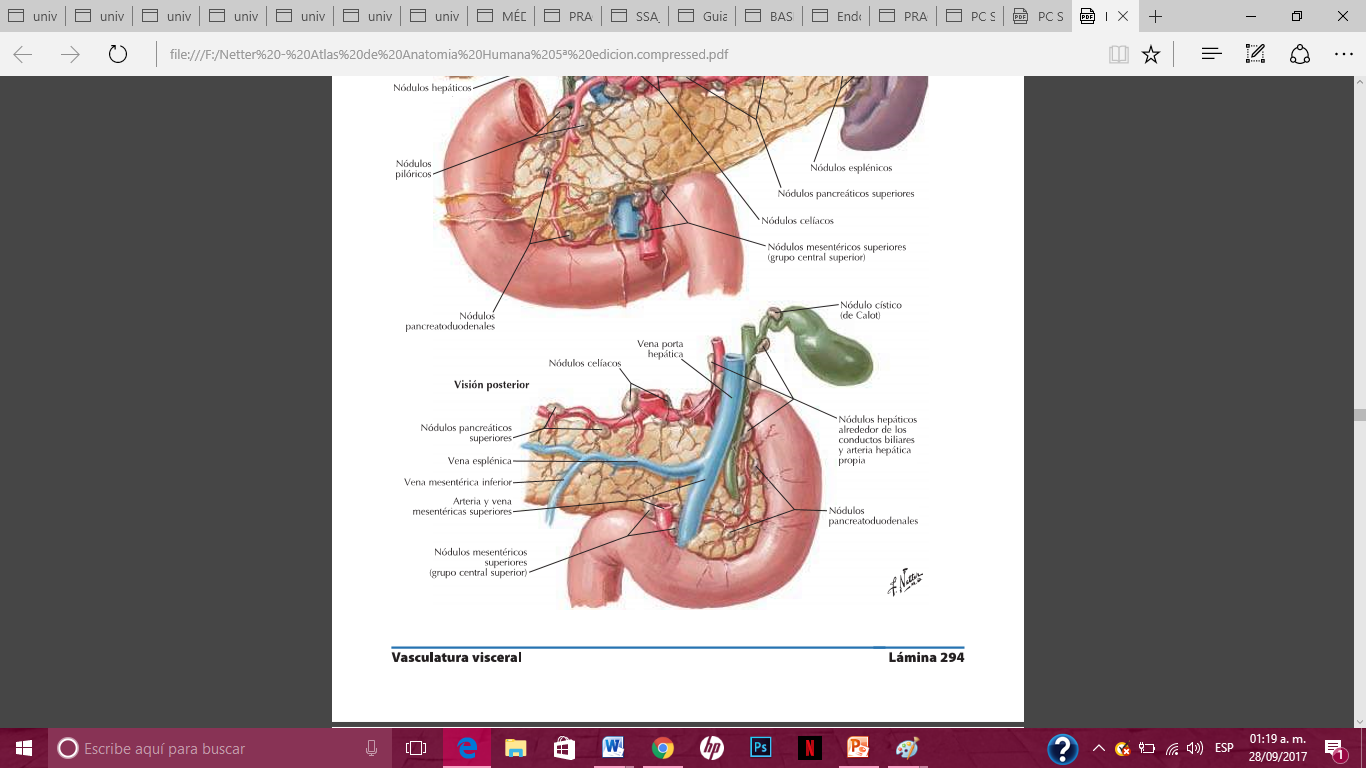 univ
univ
univ
univ
univ
univ
univ
MÉD
PRA
SSA
Guia
BAS
Endo
PRA
PC S
PC S
file:///F:/Netter%20-%20Atlas%20de%20Anatomia%20Humana%205ª%20edicion.compressed.pdf
Nódulos hepáticos
Nódulos
pilóricos
Nódulos esplénicos
Nódulos pancreáticos superiores
Nódulos celíacos
Nódulos mesentéricos superiores
(grupo central superior)
Nódulos
pancreatoduodenales
Nódulo cístico
(de Calot)
Vena porta
hepática
Nódulos celíacos
Visión posterior
Nódulos pancreáticos
superiores
Vena esplénica
Vena mesentérica inferior
Arteria y vena
mesentéricas superiores
Nódulos mesentéricos
superiores
(grupo central superior)
Nódulos hepáticos
alrededor de los
conductos biliares
y arteria hepática
propia
Nódulos
pancreatoduodenales
F. Netter
Vasculatura visceral
Lámina 294
Escribe aquí para buscar
ESP
01:19 a. m.
28/09/2017
1